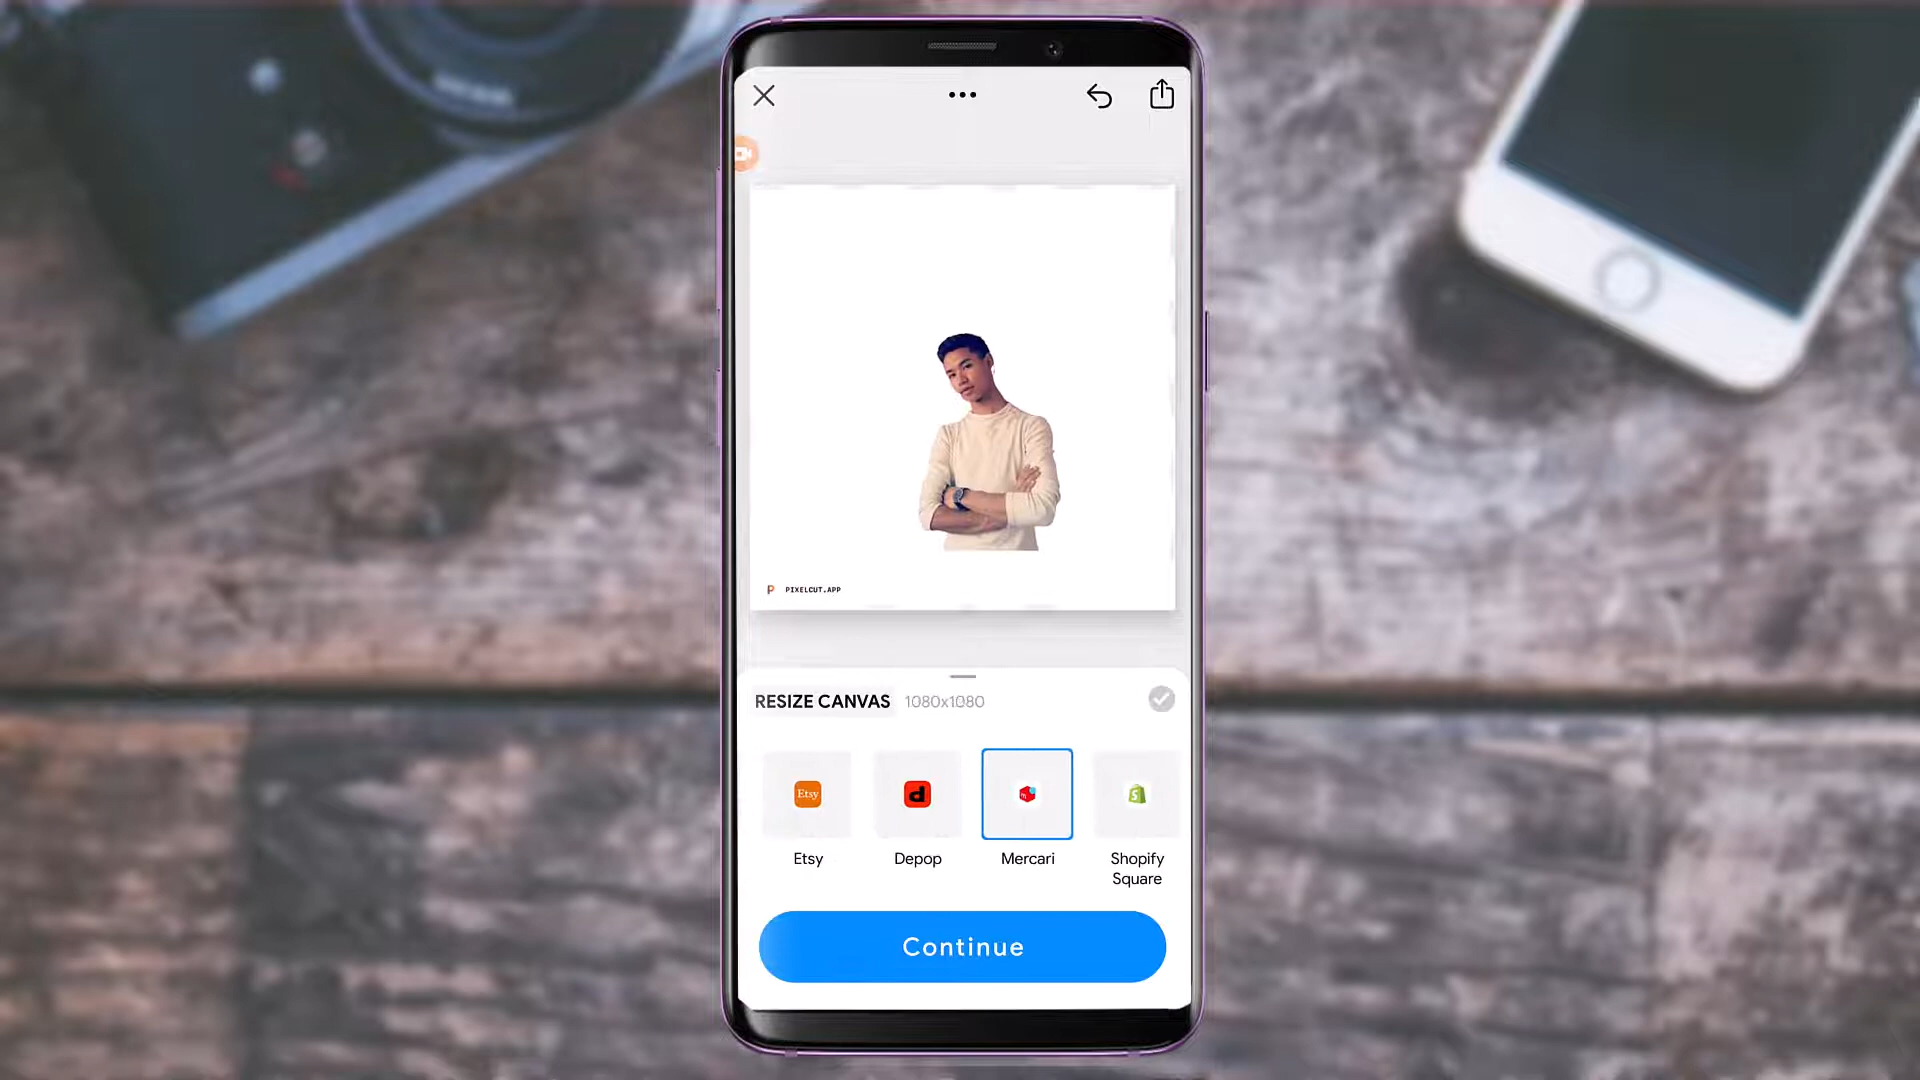 PIXELCUT.APP
RESIZE CANVAS 1080x1080
Etsy
Etsy
Depop
Mercari
Shopify
Square
Continue